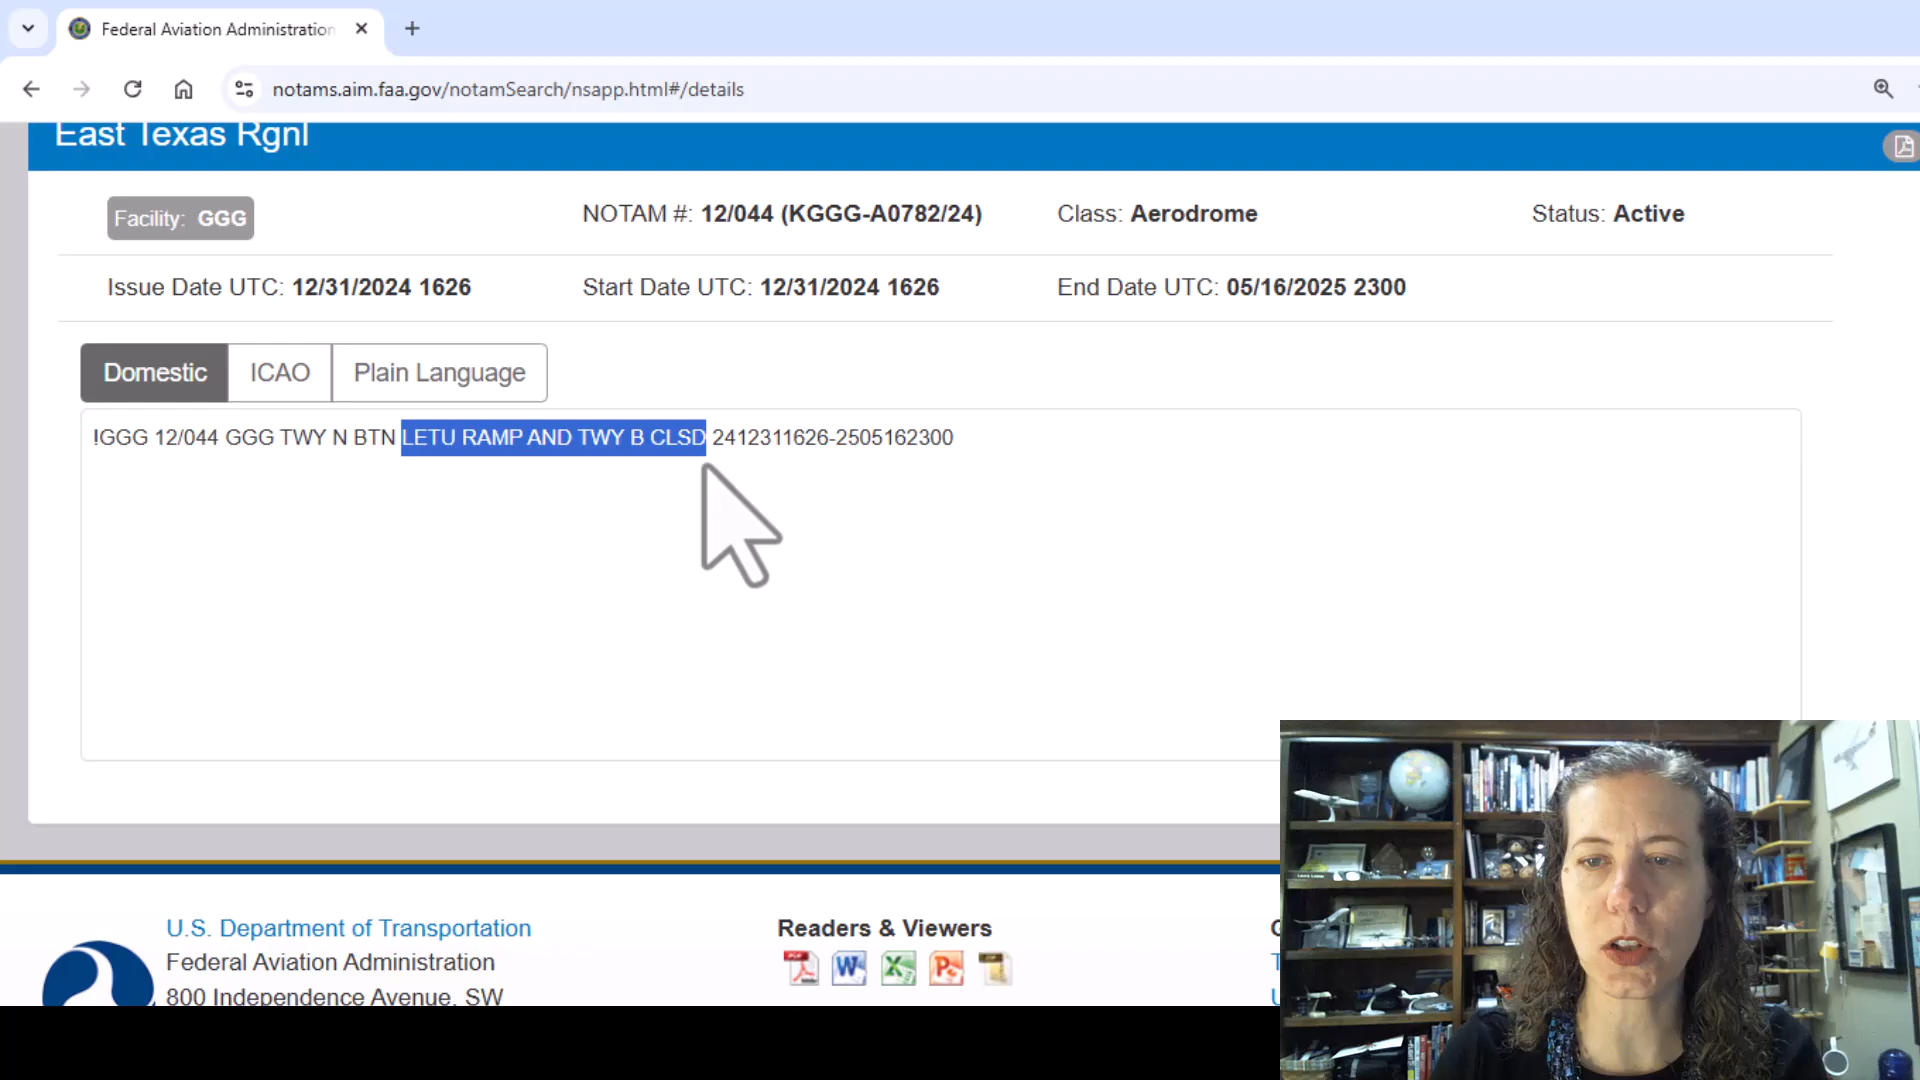 Federal Aviation Administration
notams.aim.faa.gov/notamSearch/nsapp.html#/details
East Texas Rgnl
Facility: GGG
NOTAM #: 12/044 (KGGG-A0782/24)
Class: Aerodrome
Status: Active
Issue Date UTC: 12/31/2024 1626
Start Date UTC: 12/31/2024 1626
End Date UTC: 05/16/2025 2300
Domestic
ICAO
Plain Language
!GGG 12/044 GGG TWY N BTN LETU RAMP AND TWY B CLSD 2412311626-2505162300
U.S. Department of Transportation
Federal Aviation Administration
800 Independence Avenue, SW
Readers & Viewers